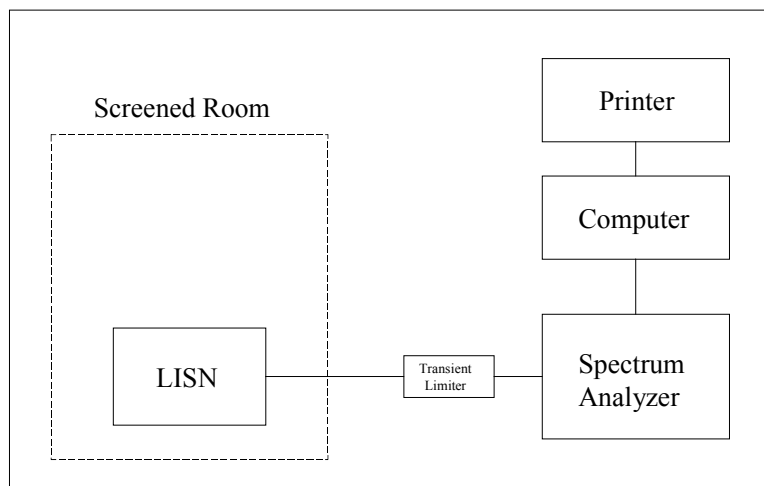 Screened Room
Printer
Computer
LISN
Transient
Limiter
Spectrum
Analyzer